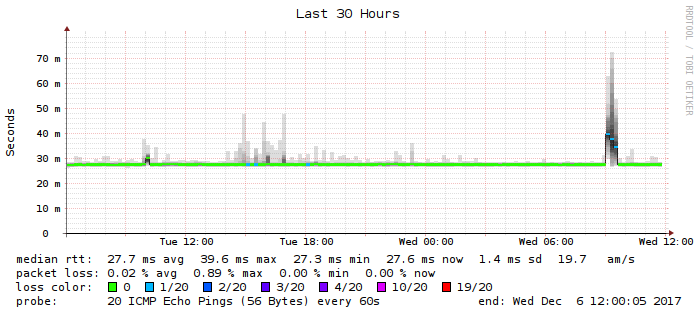 Last 30 Hours
RRDTOOL / TOBI OETIKER
Seconds
70 m
60 m
50 m
40 m
30 m
20 m
10 m
0
Tue 12:00 Tue 18:00 Wed 00:00 Wed 06:00 Wed 12:00
median rtt: 27.7 ms avg 39.6 ms max 27.3 ms min 27.6 ms now 1.4 ms sd 19.7 am/s
packet loss: 0.02 % avg 0.89 % max 0.00 % min 0.00 % now
loss color: 0 1/20 2/20 3/20 4/20 10/20 19/20
probe: 20 ICMP Echo Pings (56 Bytes) every 60s end: Wed Dec 6 12:00:05 2017